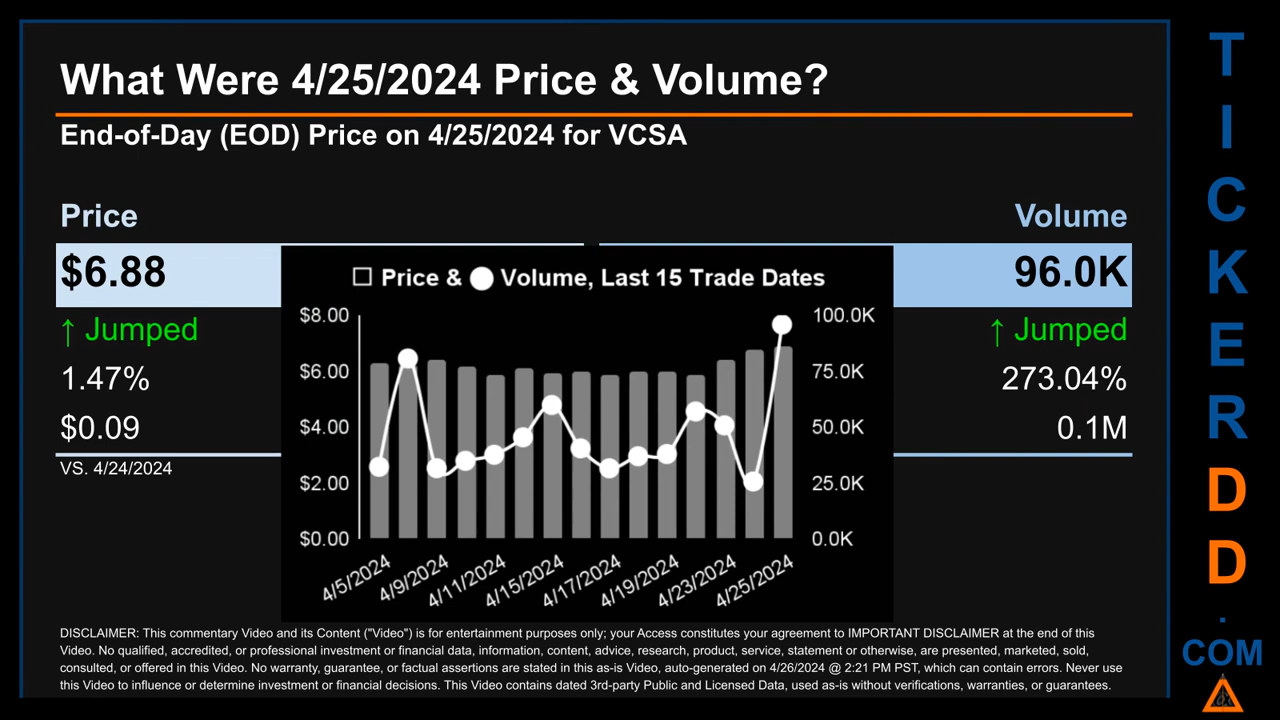 What Were 4/25/2024 Price & Volume?
End-of-Day (EOD) Price on 4/25/2024 for VCSA
Price
Volume
$6.88
96.0K
↑ Jumped
↑ Jumped
1.47%
273.04%
$0.09
0.1M
VS. 4/24/2024
Price & Volume, Last 15 Trade Dates
$8.00
$6.00
$4.00
$2.00
$0.00
100.0K
75.0K
50.0K
25.0K
0.0K
4/5/2024
4/9/2024
4/11/2024
4/15/2024
4/17/2024
4/19/2024
4/23/2024
4/25/2024
DISCLAIMER: This commentary Video and its Content ("Video") is for entertainment purposes only; your Access constitutes your agreement to IMPORTANT DISCLAIMER at the end of this
Video. No qualified, accredited, or professional investment or financial data, information, content, advice, research, product, service, statement or otherwise, are presented, marketed, sold,
consulted, or offered in this Video. No warranty, guarantee, or factual assertions are stated in this as-is Video, auto-generated on 4/26/2024 @ 2:21 PM PST, which can contain errors. Never use
this Video to influence or determine investment or financial decisions. This Video contains dated 3rd-party Public and Licensed Data, used as-is without verifications, warranties, or guarantees.
T
I
C
K
E
R
D
D
.
COM